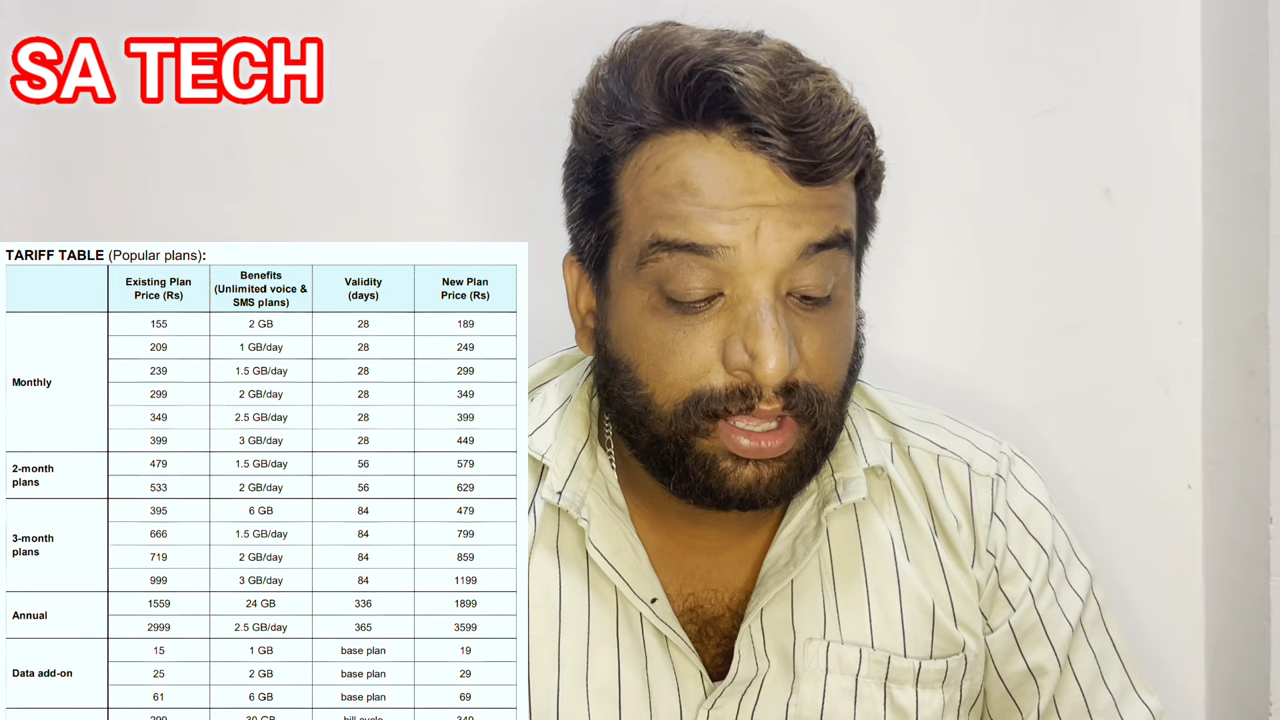 SA TECH
TARIFF TABLE (Popular plans):
Existing Plan Price (Rs) Benefits (Unlimited voice & SMS plans) Validity (days) New Plan Price (Rs)
Monthly
155 2 GB 28 189
209 1 GB/day 28 249
239 1.5 GB/day 28 299
299 2 GB/day 28 349
349 2.5 GB/day 28 399
399 3 GB/day 28 449
2-month plans
479 1.5 GB/day 56 579
533 2 GB/day 56 629
3-month plans
395 6 GB 84 479
666 1.5 GB/day 84 799
719 2 GB/day 84 859
999 3 GB/day 84 1199
Annual
1559 24 GB 336 1899
2999 2.5 GB/day 365 3599
Data add-on
15 1 GB base plan 19
25 2 GB base plan 29
61 6 GB base plan 69
299 30 GB bill cycle 349